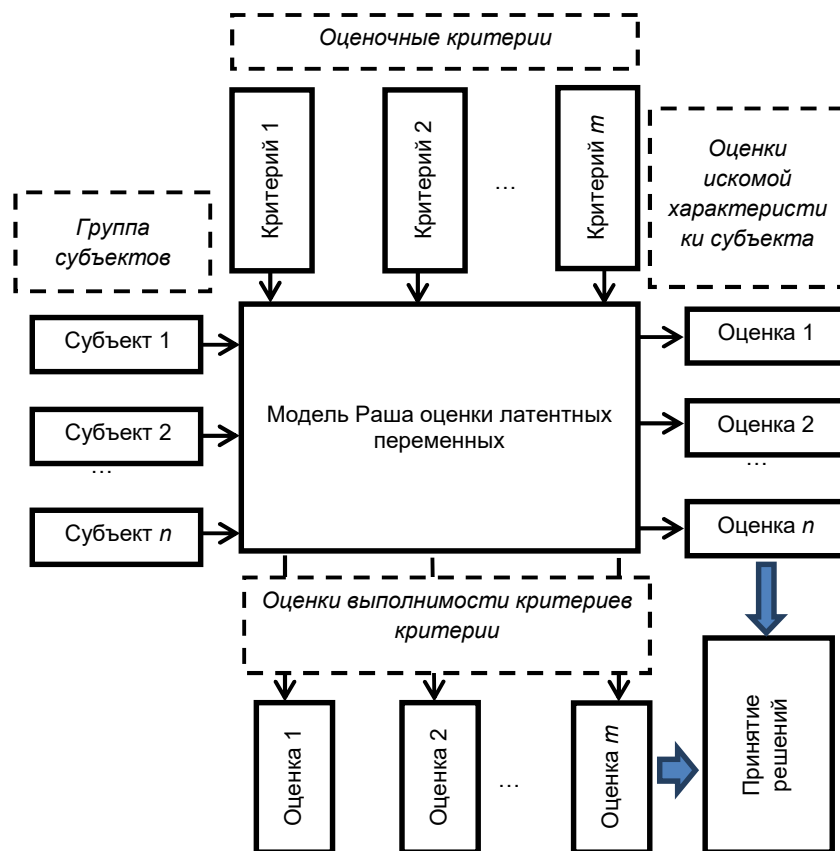 Оценочные критерии
Критерий 1
Критерий 2
...
Критерий m
Оценки
искомой
характеристи
ки субъекта
Группа
субъектов
Субъект 1
Субъект 2
...
Субъект n
Модель Раша оценки латентных
переменных
Оценка 1
Оценка 2
...
Оценка n
Оценки выполнимости критериев
критерии
Оценка 1
Оценка 2
...
Оценка m
Принятие
решений